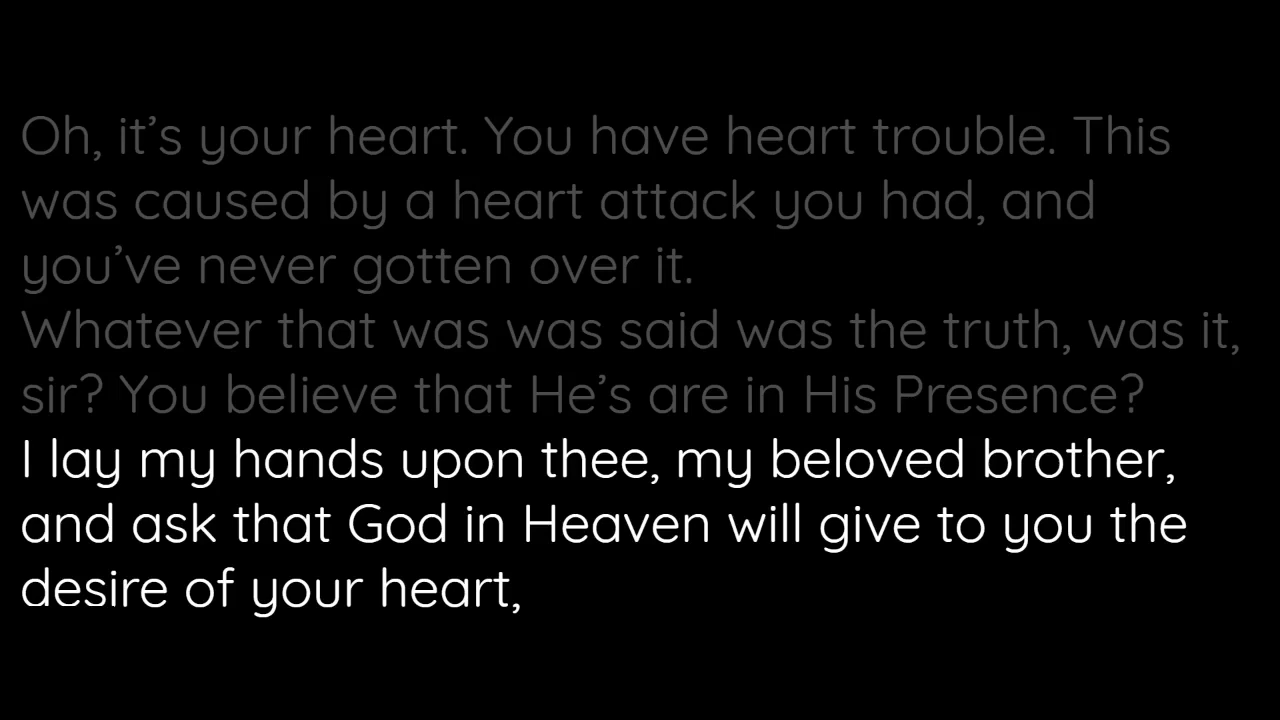 Oh, it’s your heart. You have heart trouble. This
was caused by a heart attack you had, and
you’ve never gotten over it.
Whatever that was was said was the truth, was it,
sir? You believe that He’s are in His Presence?
I lay my hands upon thee, my beloved brother,
and ask that God in Heaven will give to you the
desire of your heart,